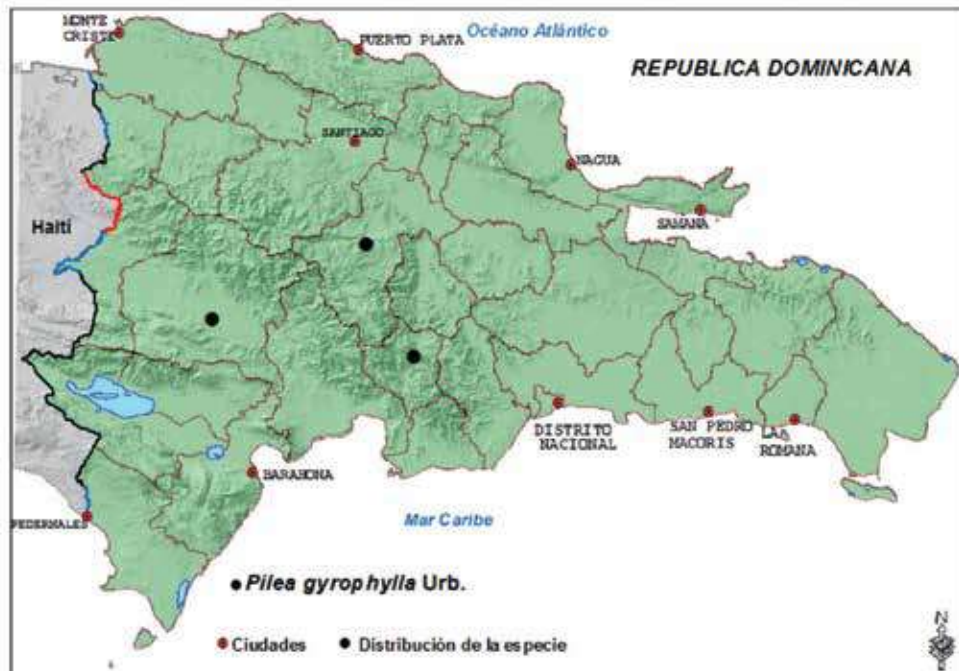 MONTE
CRISTI
PUERTO PLATA
Océano Atlántico
REPUBLICA DOMINICANA
SANTIAGO
NAGUA
Haití
SAMANA
DISTRITO
NACIONAL
SAN PEDRO
MACORIS
LA
ROMANA
BARAHONA
PEDERNALES
Mar Caribe
Pilea gyrophylla Urb.
Ciudades
Distribución de la especie
N